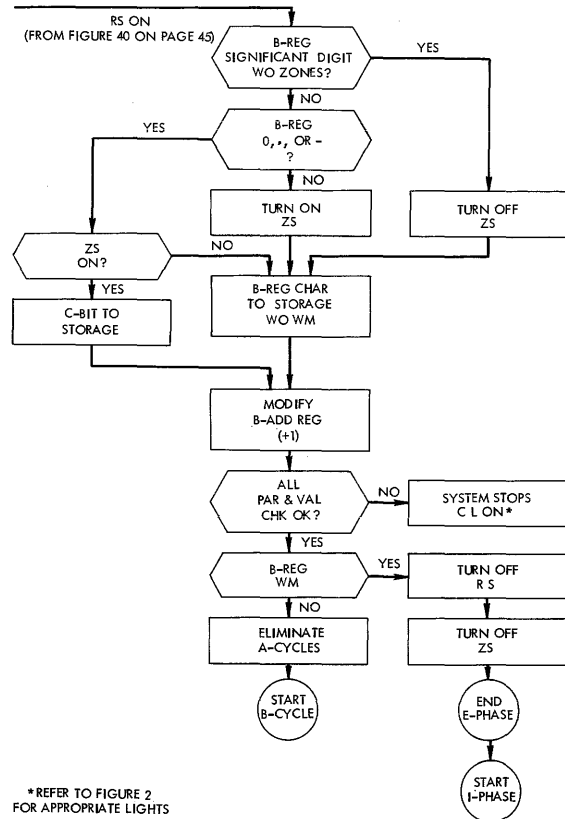 RS ON
(FROM FIGURE 40 ON PAGE 45)
B-REG
SIGNIFICANT DIGIT
WO ZONES?
YES
NO
YES
B-REG
0,,, OR -
?
NO
TURN ON
ZS
TURN OFF
ZS
ZS
ON?
NO
YES
B-REG CHAR
TO STORAGE
WO WM
C-BIT TO
STORAGE
MODIFY
B-ADD REG
(+1)
ALL
PAR & VAL
CHK OK?
NO
SYSTEM STOPS
C L ON*
YES
B-REG
WM
YES
TURN OFF
R S
NO
ELIMINATE
A-CYCLES
TURN OFF
ZS
START
B-CYCLE
END
E-PHASE
START
I-PHASE
*REFER TO FIGURE 2
FOR APPROPRIATE LIGHTS